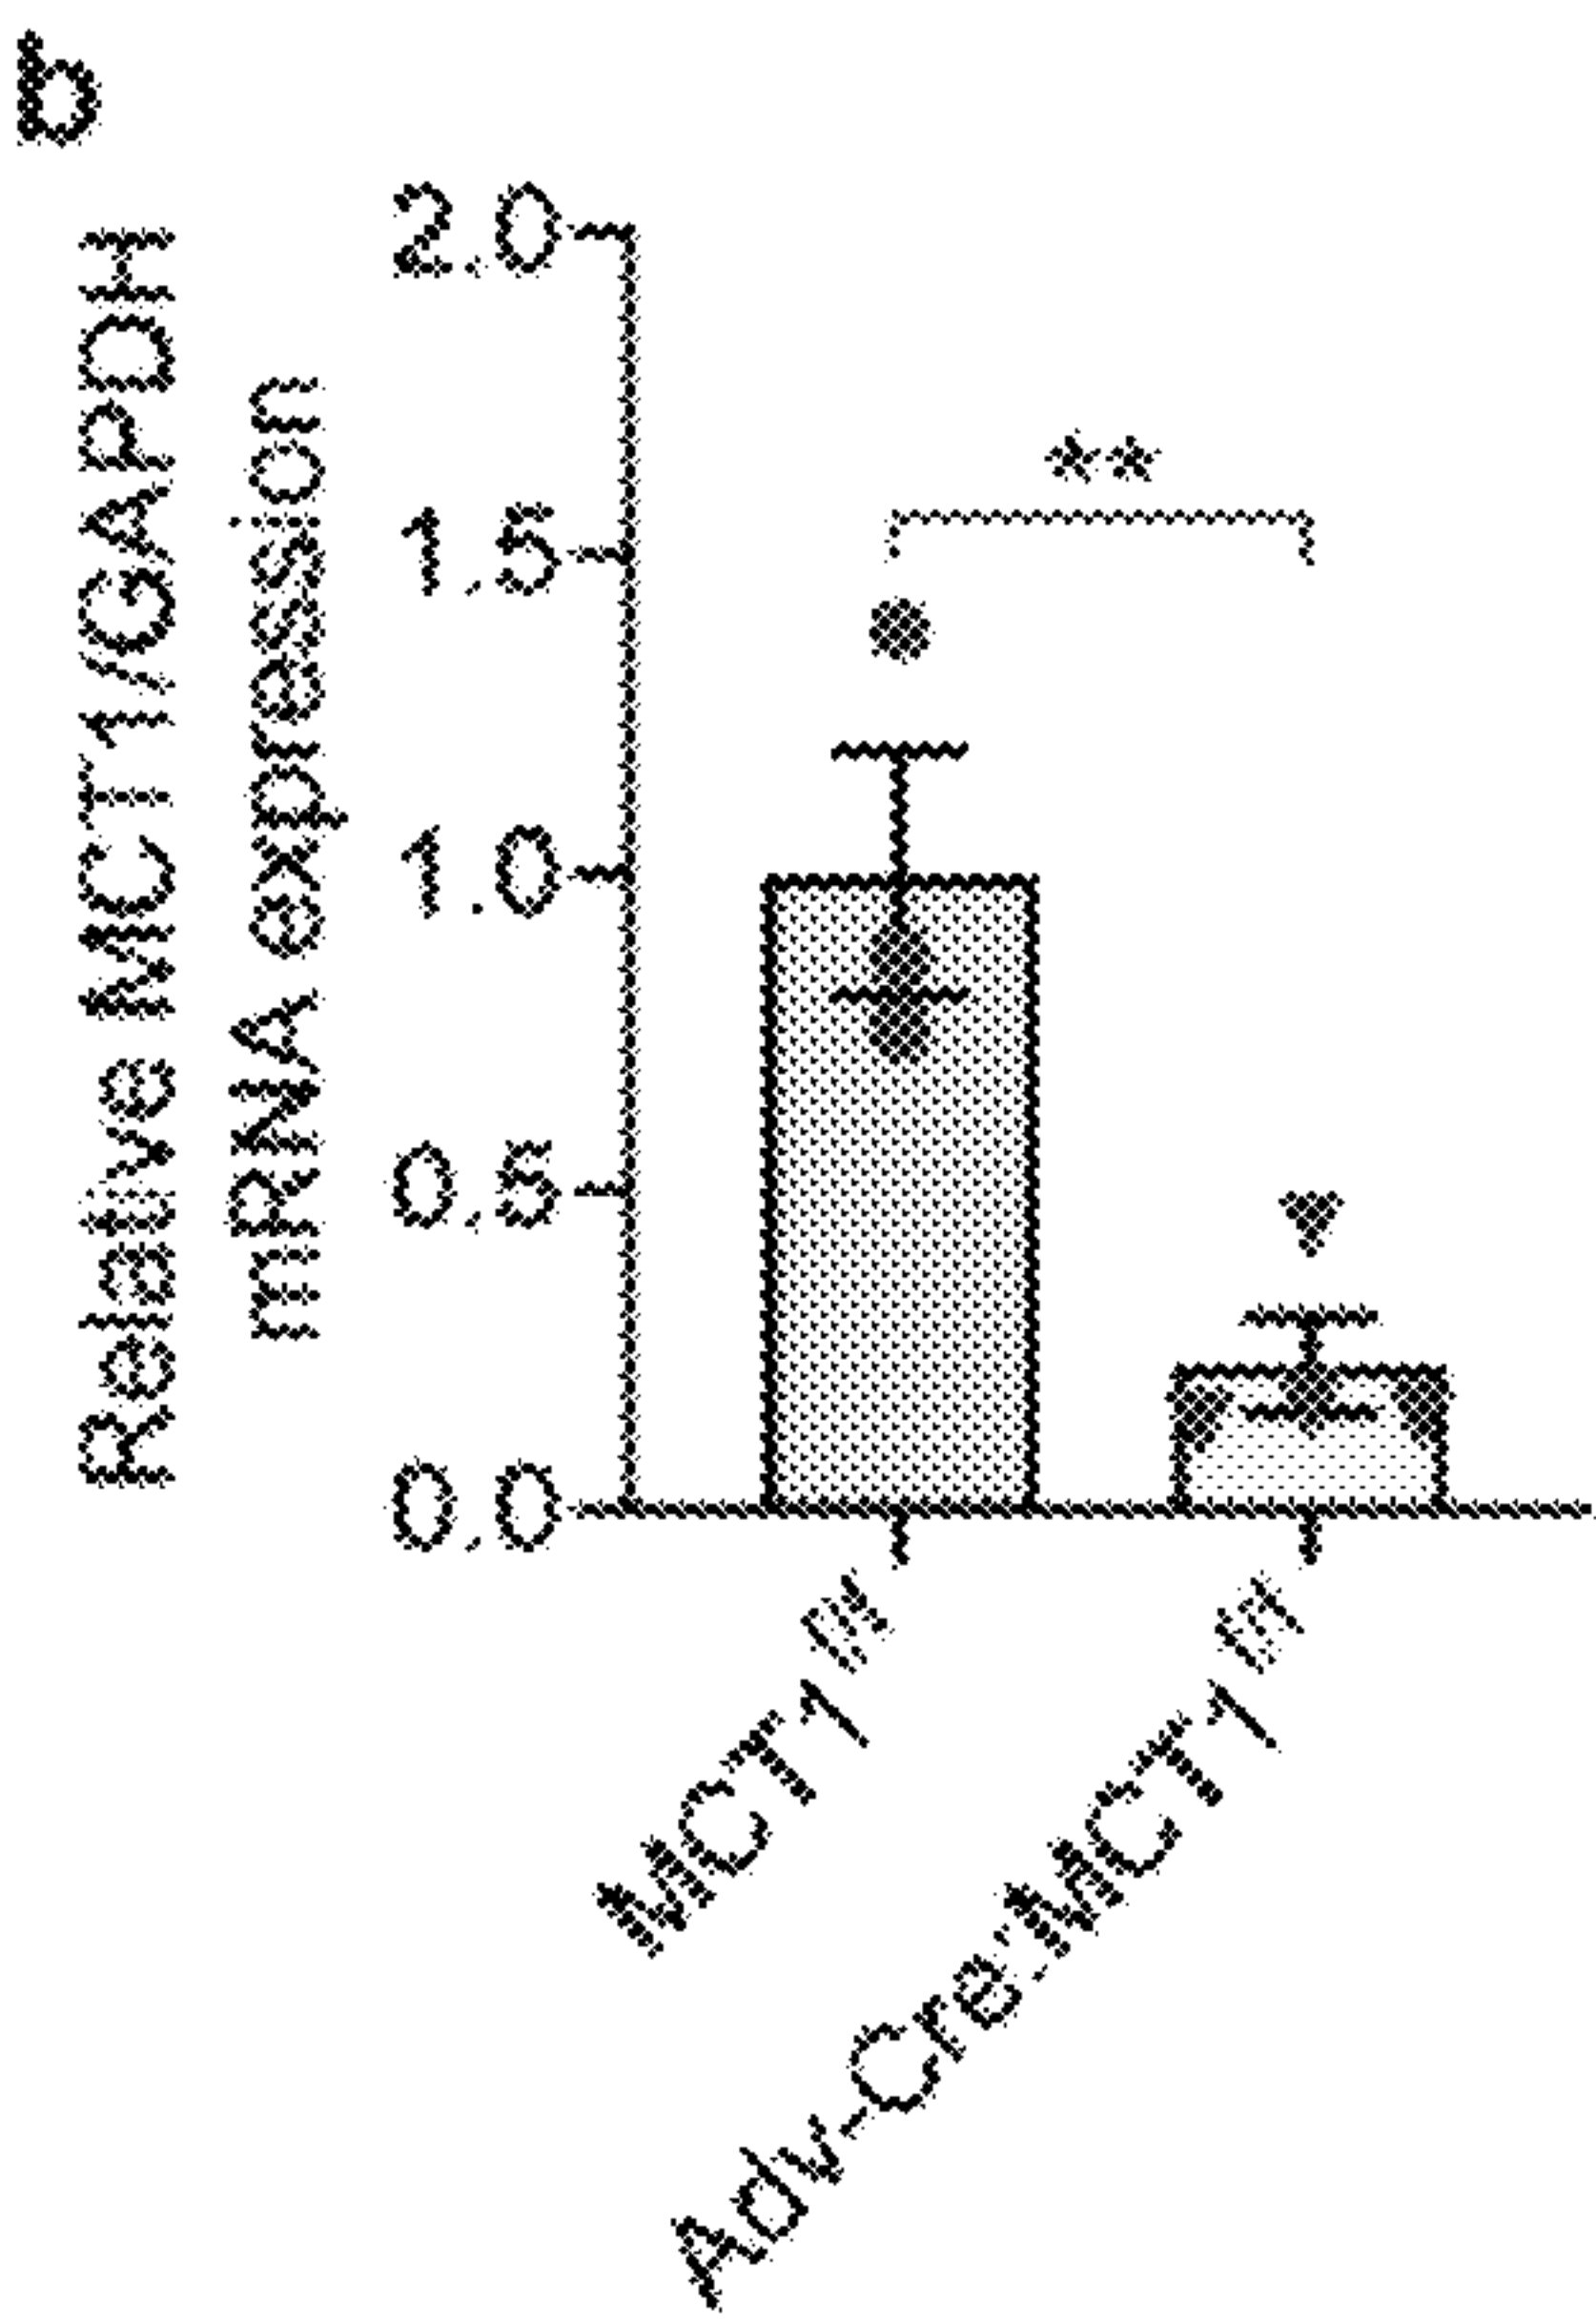 b
Relative MCT1/GAPDH
mRNA expression
2.0
1.5
**
1.0
0.5
0.0
MCT1 f/f
Adv-Cre;MCT1 f/f